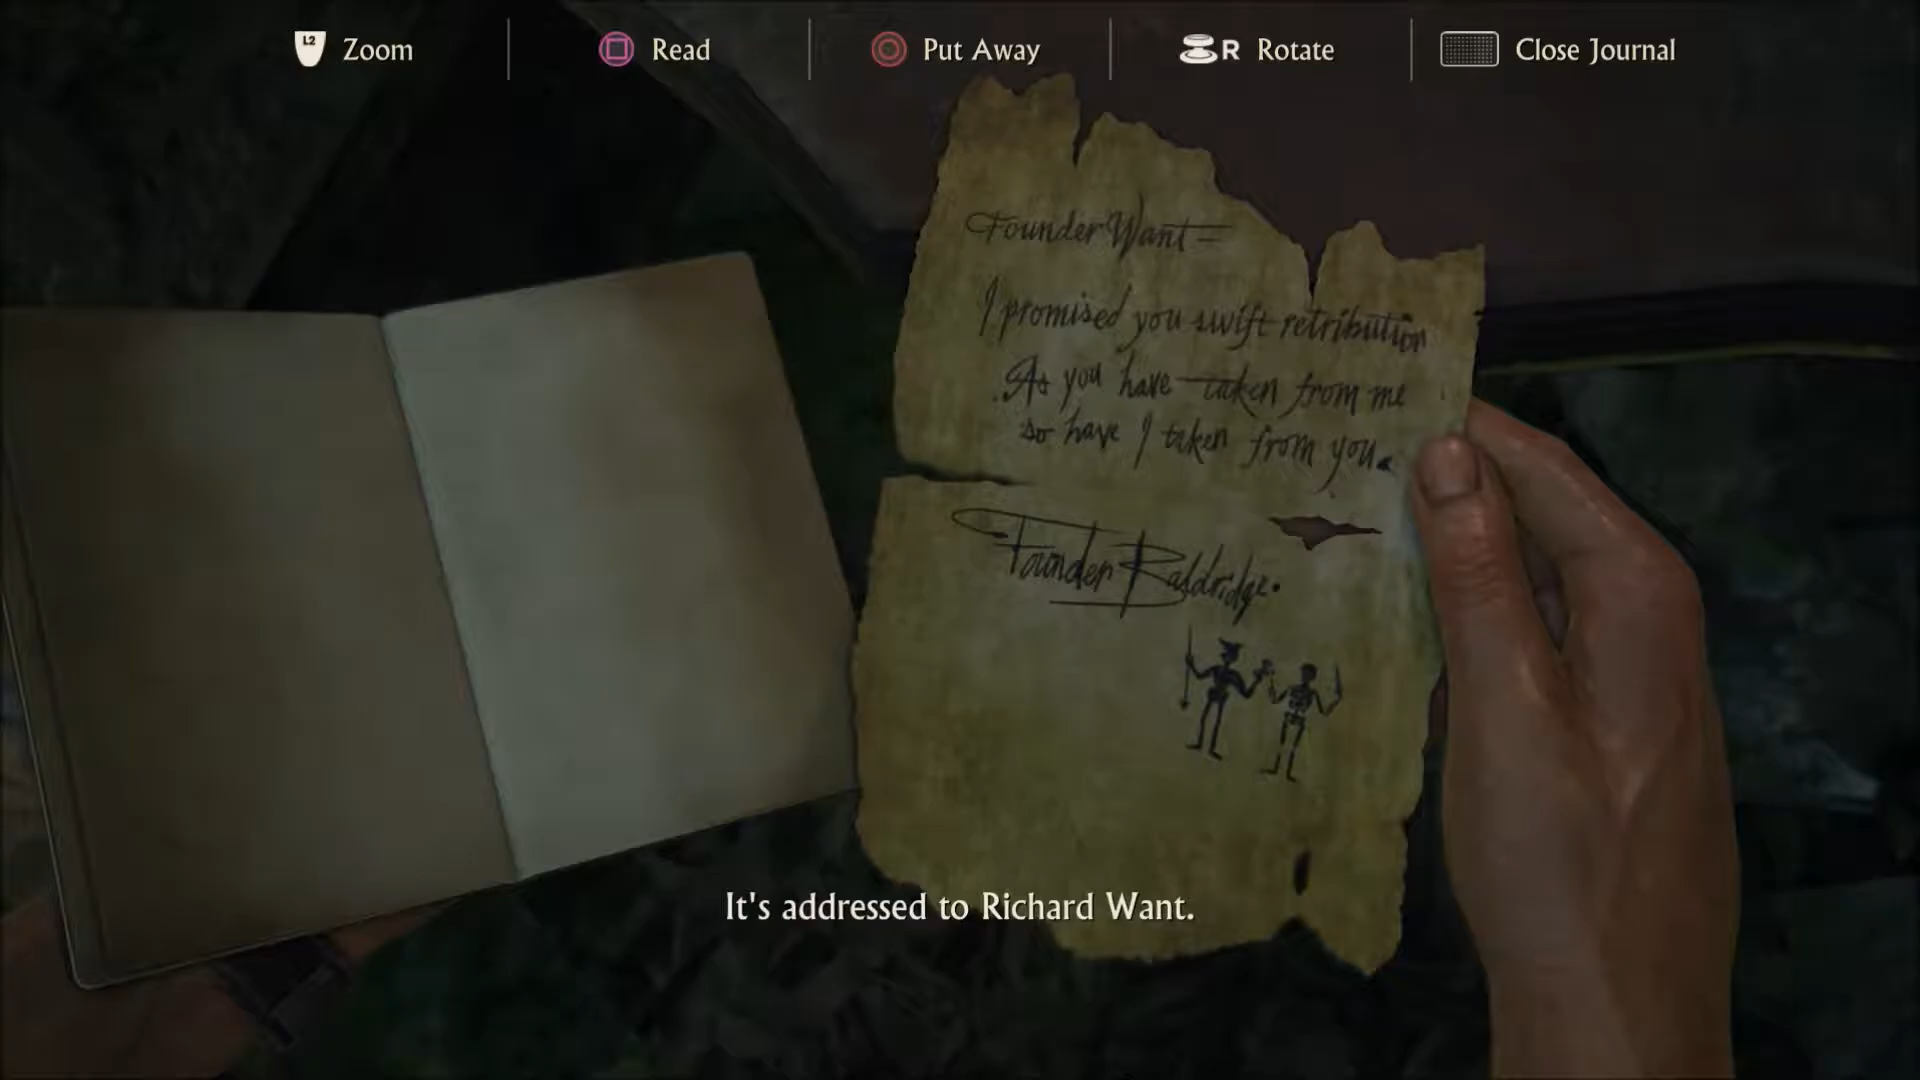 L2 Zoom Read Put Away R Rotate Close Journal
Founder Want
I promised you swift retribution
As you have taken from me
so have I taken from you.
Founder Baldridge.
It's addressed to Richard Want.